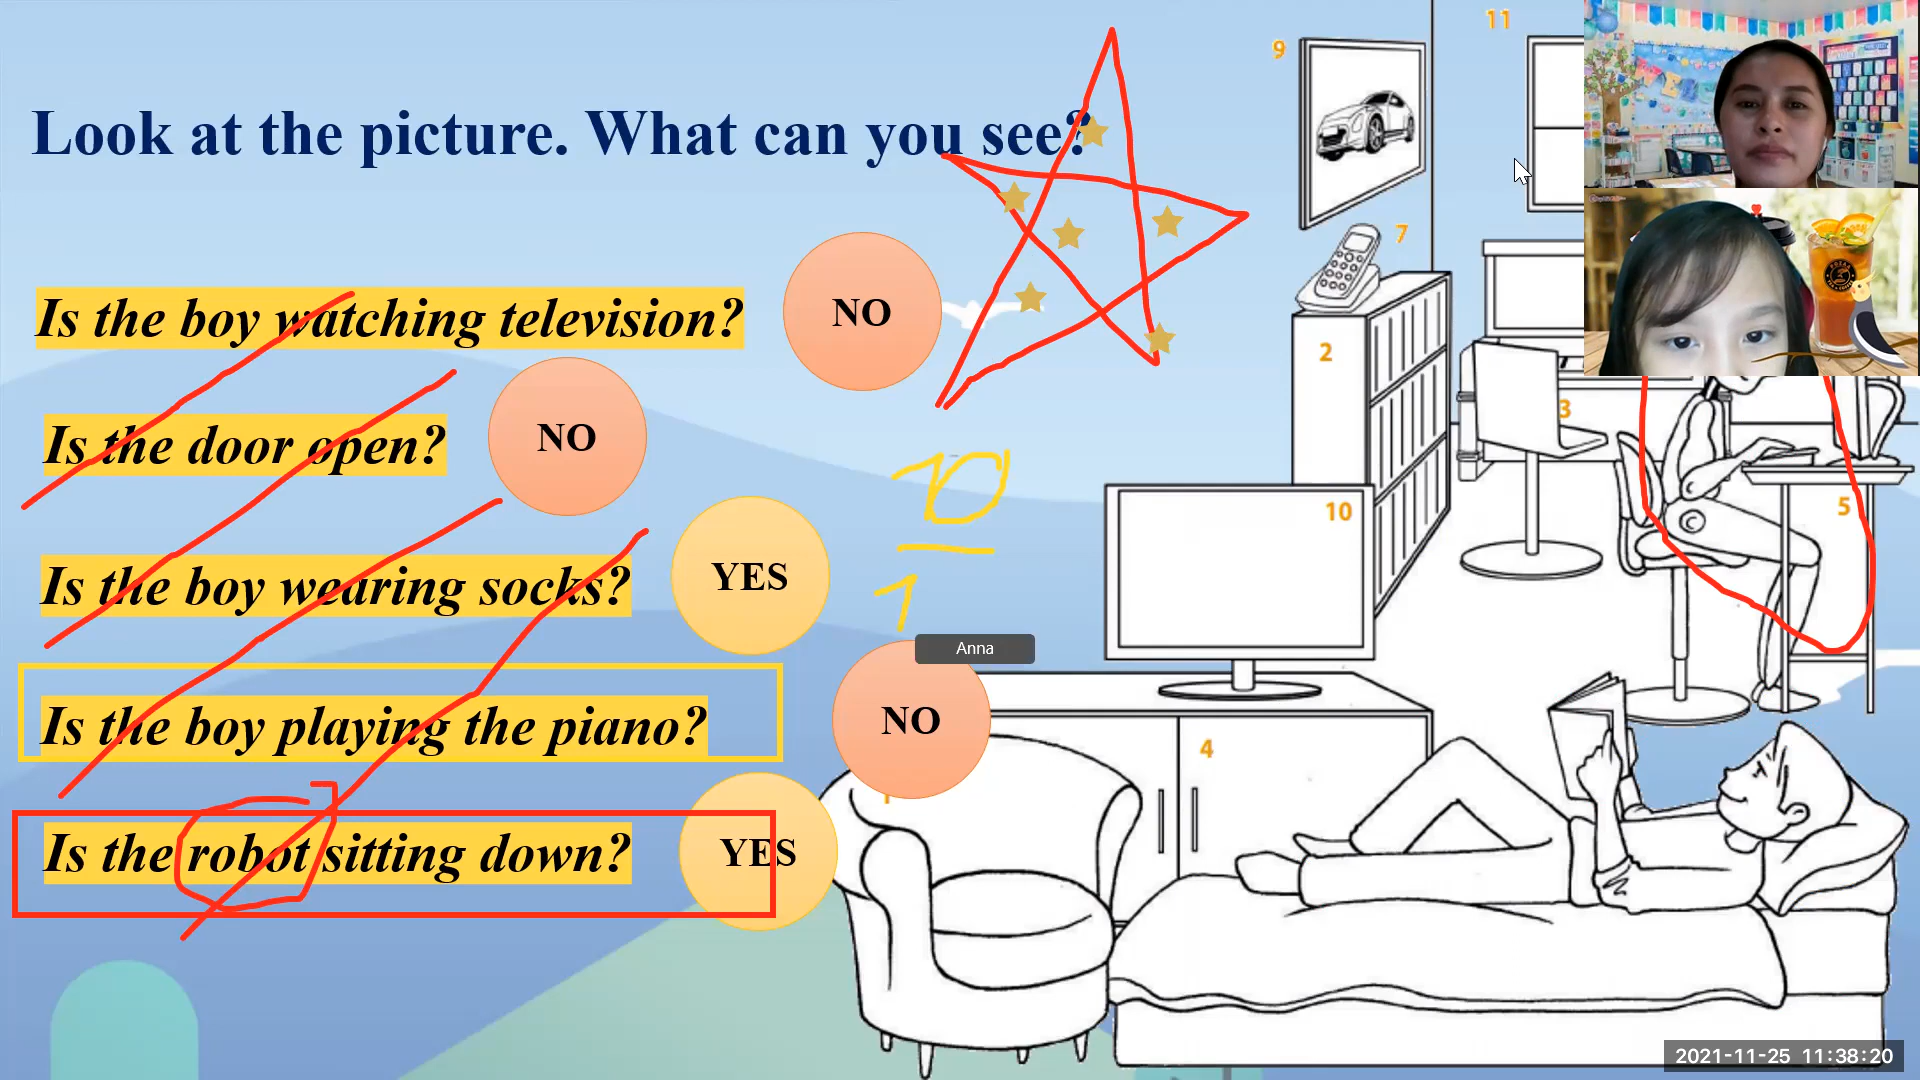 Look at the picture. What can you see?
Is the boy watching television?
NO
Is the door open?
NO
Is the boy wearing socks?
YES
Is the boy playing the piano?
NO
Is the robot sitting down?
YES
10
1
Anna
9
11
7
2
3
5
10
4
2021-11-25 11:38:20